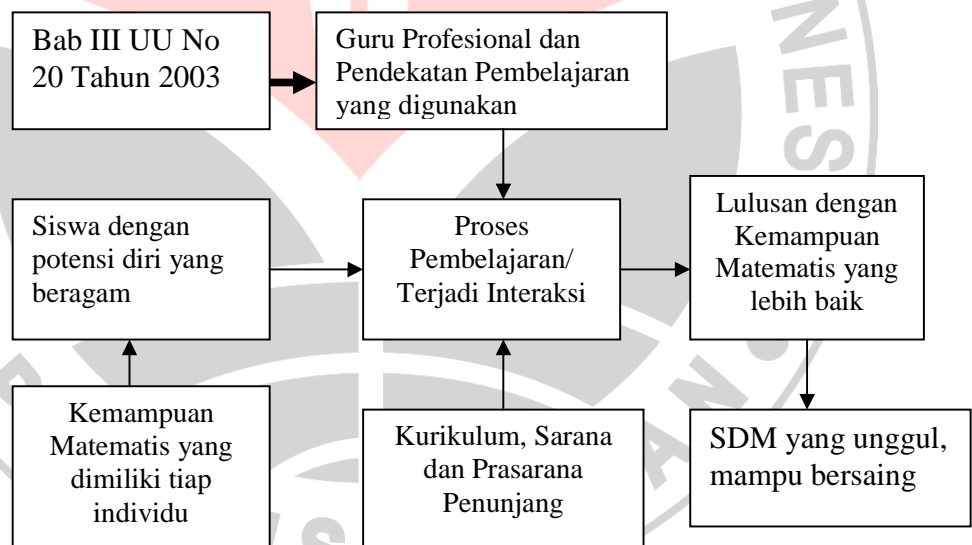 Bab III UU No
20 Tahun 2003
Guru Profesional dan
Pendekatan Pembelajaran
yang digunakan
Siswa dengan
potensi diri yang
beragam
Proses
Pembelajaran/
Terjadi Interaksi
Lulusan dengan
Kemampuan
Matematis yang
lebih baik
Kemampuan
Matematis yang
dimiliki tiap
individu
Kurikulum, Sarana
dan Prasarana
Penunjang
SDM yang unggul,
mampu bersaing